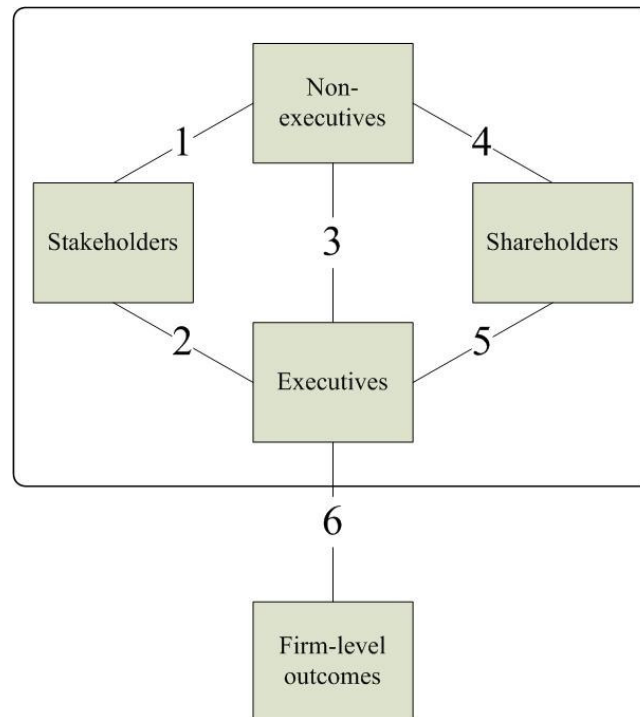 Non-
executives
1
4
Stakeholders
3
Shareholders
2
5
Executives
6
Firm-level
outcomes